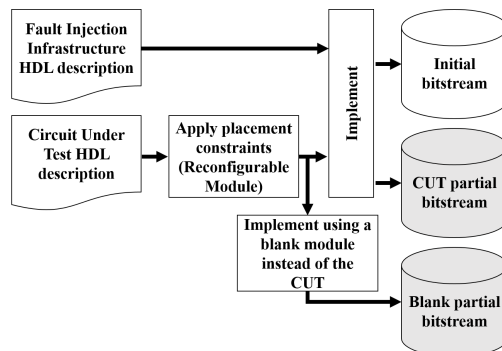 Fault Injection
Infrastructure
HDL description
Circuit Under
Test HDL
description
Apply placement
constraints
(Reconfigurable
Module)
Implement
Implement using a
blank module
instead of the
CUT
Initial
bitstream
CUT partial
bitstream
Blank partial
bitstream